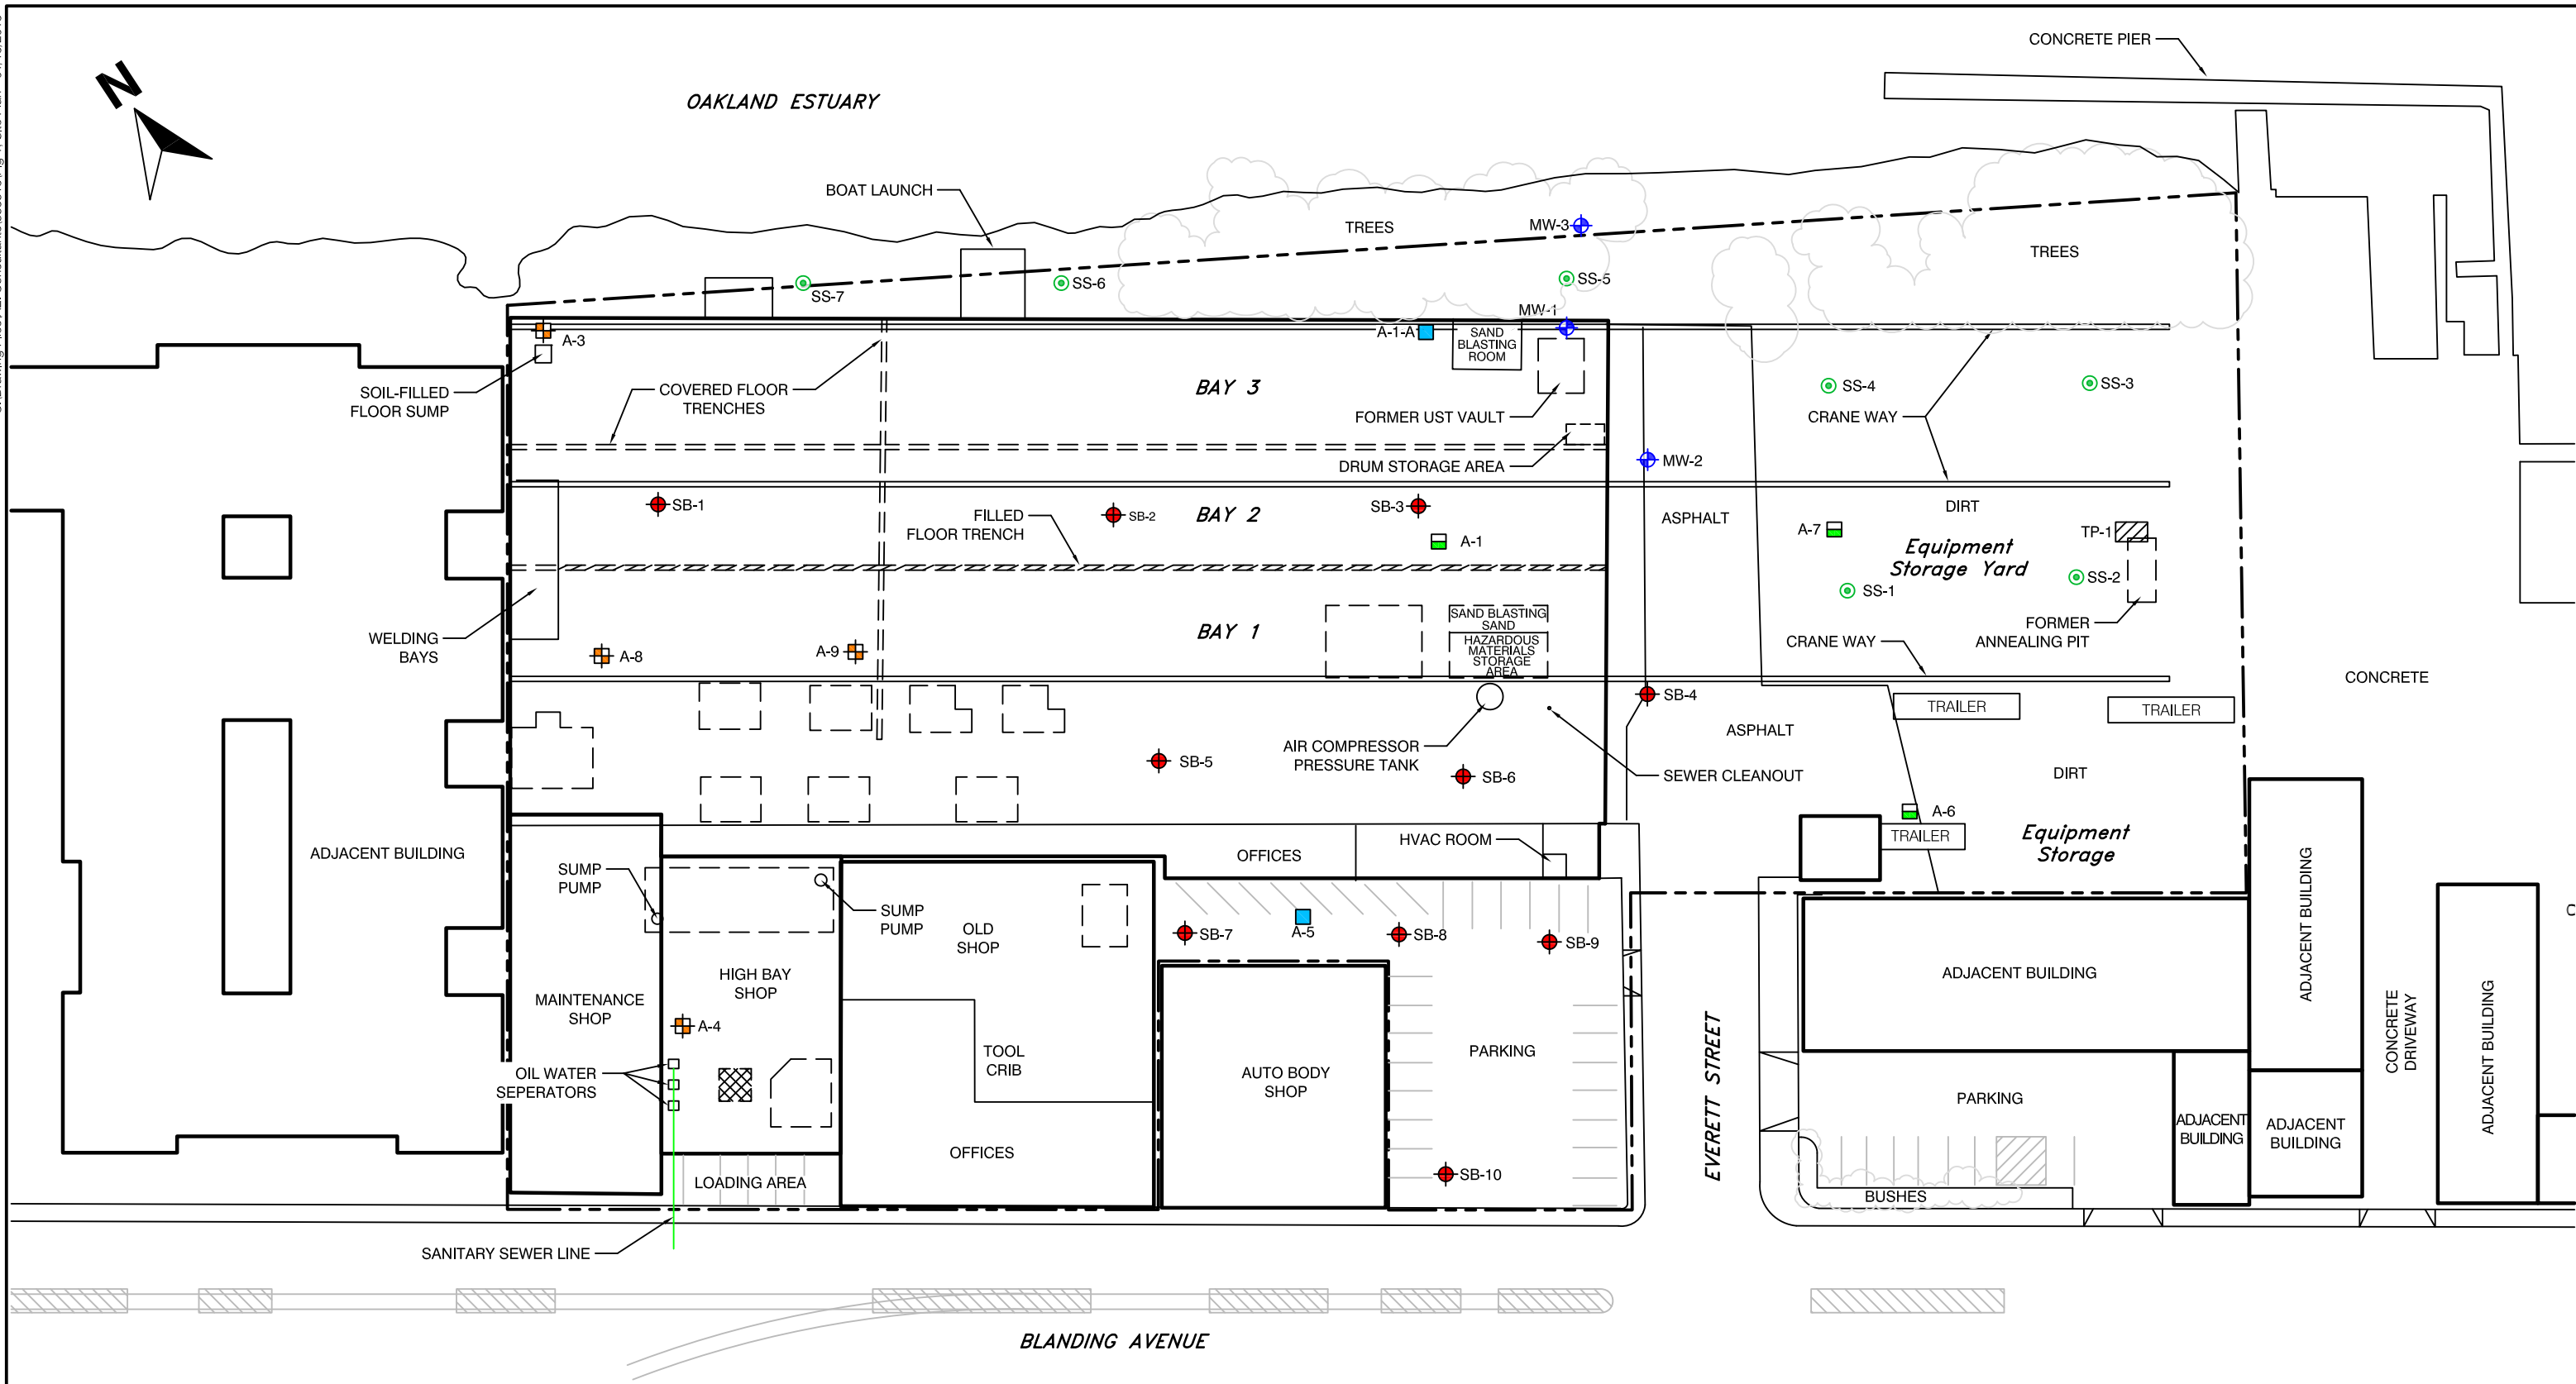 CONCRETE PIER
N
OAKLAND ESTUARY
BOAT LAUNCH
TREES
MW-3
TREES
SS-7
SS-6
SS-5
MW-1
A-3
A-1-A
SAND
BLASTING
ROOM
SOIL-FILLED
FLOOR SUMP
COVERED FLOOR
TRENCHES
BAY 3
FORMER UST VAULT
SS-4
SS-3
CRANE WAY
DRUM STORAGE AREA
MW-2
SB-1
SB-2
BAY 2
SB-3
FILLED
FLOOR TRENCH
A-1
ASPHALT
DIRT
A-7
TP-1
Equipment
Storage Yard
SS-1
SS-2
WELDING
BAYS
A-8
A-9
BAY 1
SAND BLASTING
SAND
HAZARDOUS
MATERIALS
STORAGE
AREA
FORMER
ANNEALING PIT
CRANE WAY
CONCRETE
SB-4
TRAILER
TRAILER
AIR COMPRESSOR
PRESSURE TANK
ASPHALT
SB-5
SB-6
SEWER CLEANOUT
DIRT
A-6
TRAILER
Equipment
Storage
ADJACENT BUILDING
OFFICES
HVAC ROOM
SUMP
PUMP
SUMP
PUMP
OLD
SHOP
SB-7
A-5
SB-8
SB-9
HIGH BAY
SHOP
MAINTENANCE
SHOP
A-4
OIL WATER
SEPERATORS
TOOL
CRIB
OFFICES
LOADING AREA
AUTO BODY
SHOP
PARKING
SB-10
EVERETT STREET
ADJACENT BUILDING
ADJACENT BUILDING
CONCRETE
DRIVEWAY
ADJACENT BUILDING
PARKING
ADJACENT
BUILDING
ADJACENT
BUILDING
BUSHES
SANITARY SEWER LINE
BLANDING AVENUE